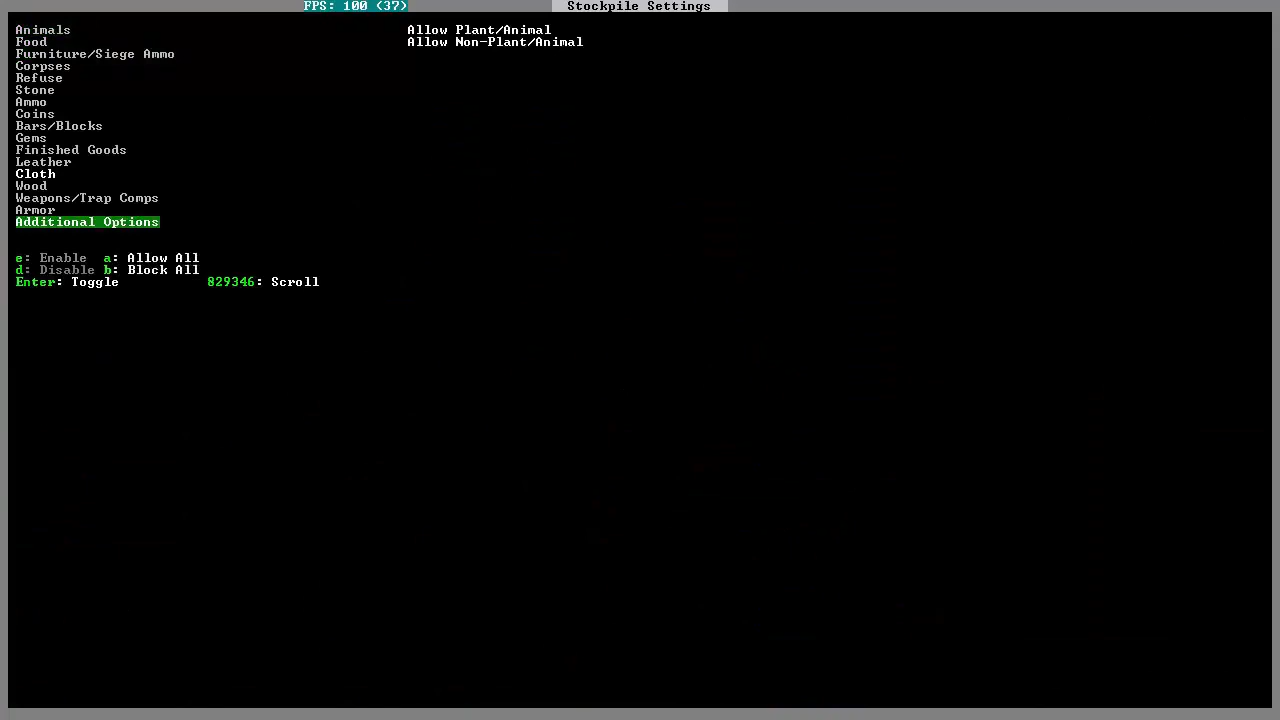 FPS: 100 (37) Stockpile Settings
Animals Allow Plant/Animal
Food Allow Non-Plant/Animal
Furniture/Siege Ammo
Corpses
Refuse
Stone
Ammo
Coins
Bars/Blocks
Gems
Finished Goods
Leather
Cloth
Wood
Weapons/Trap Comps
Armor
Additional Options
e: Enable a: Allow All
d: Disable b: Block All
Enter: Toggle 829346: Scroll